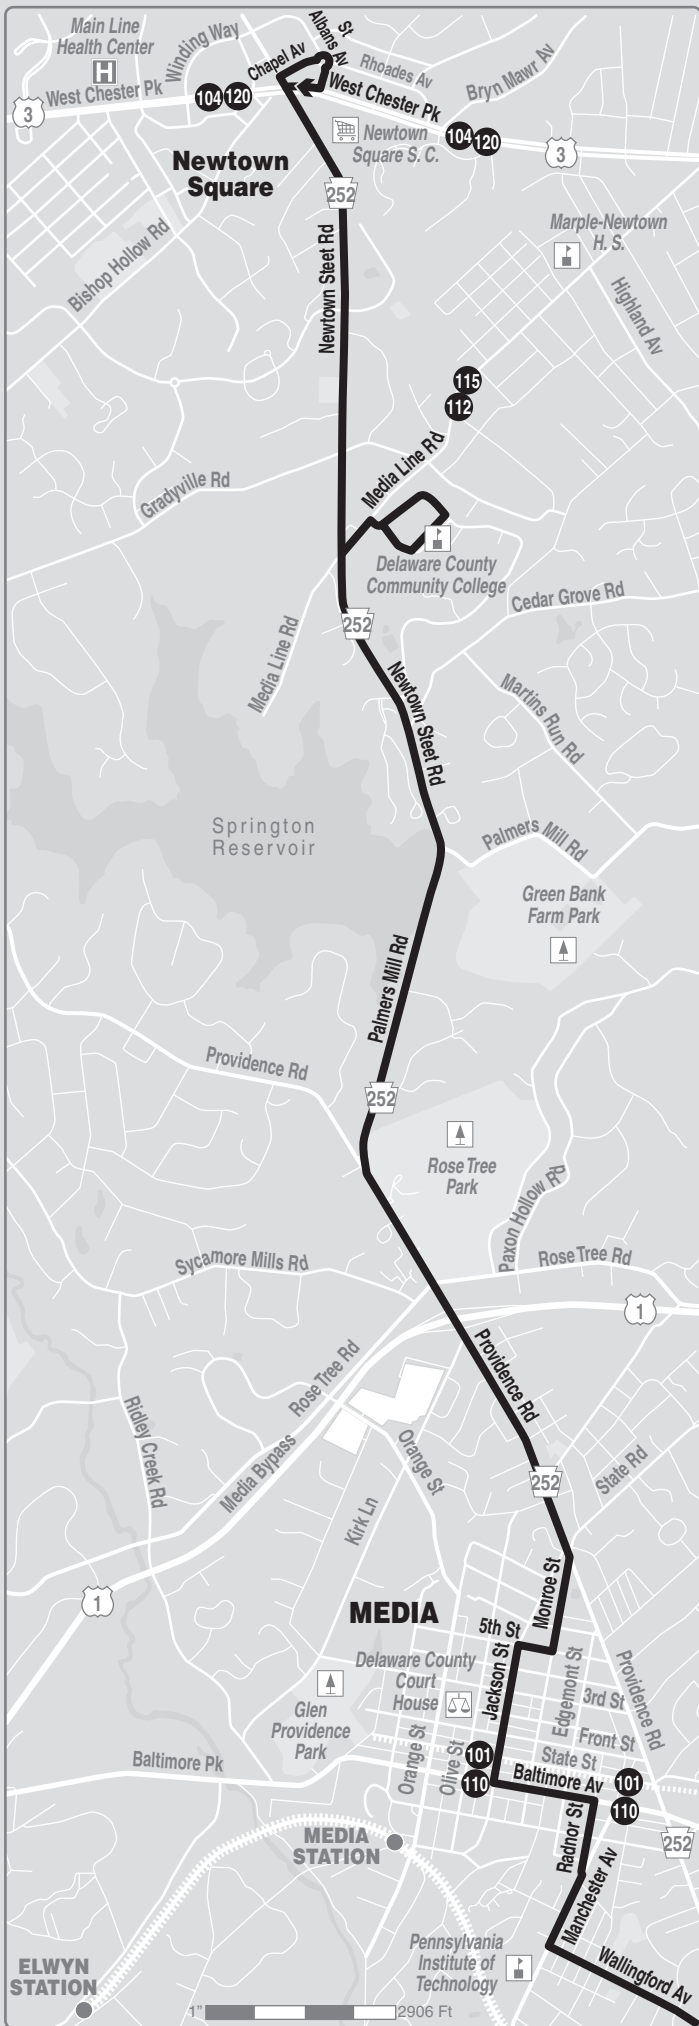 Main Line
Health Center
H
Winding Way
Chapel Av
St
Albans Av
Rhoades Av
Bryn Mawr Av
3
West Chester Pk
104
120
West Chester Pk
Newtown
Square S. C.
104
120
3
Newtown
Square
252
Marple-Newtown
H. S.
Bishop Hollow Rd
Newtown Street Rd
Highland Av
115
112
Media Line Rd
Gradyville Rd
Delaware County
Community College
Cedar Grove Rd
252
Media Line Rd
Newtown Steet Rd
Martins Run Rd
Springton
Reservoir
Palmers Mill Rd
Green Bank
Farm Park
Palmers Mill Rd
Providence Rd
252
Rose Tree
Park
Paxon Hollow Rd
Sycamore Mills Rd
Rose Tree Rd
1
Rose Tree Rd
Providence Rd
Ridley Creek Rd
Media Bypass
Orange St
State Rd
252
Kirk Ln
1
MEDIA
Monroe St
5th St
Jackson St
Delaware County
Court
House
Edgemont St
Providence Rd
3rd St
Glen
Providence
Park
Front St
Orange St
Olive St
State St
Baltimore Pk
101
110
Baltimore Av
101
110
Radnor St
252
MEDIA
STATION
Manchester Av
Pennsylvania
Institute of
Technology
Wallingford Av
ELWYN
STATION
1"
2906 Ft